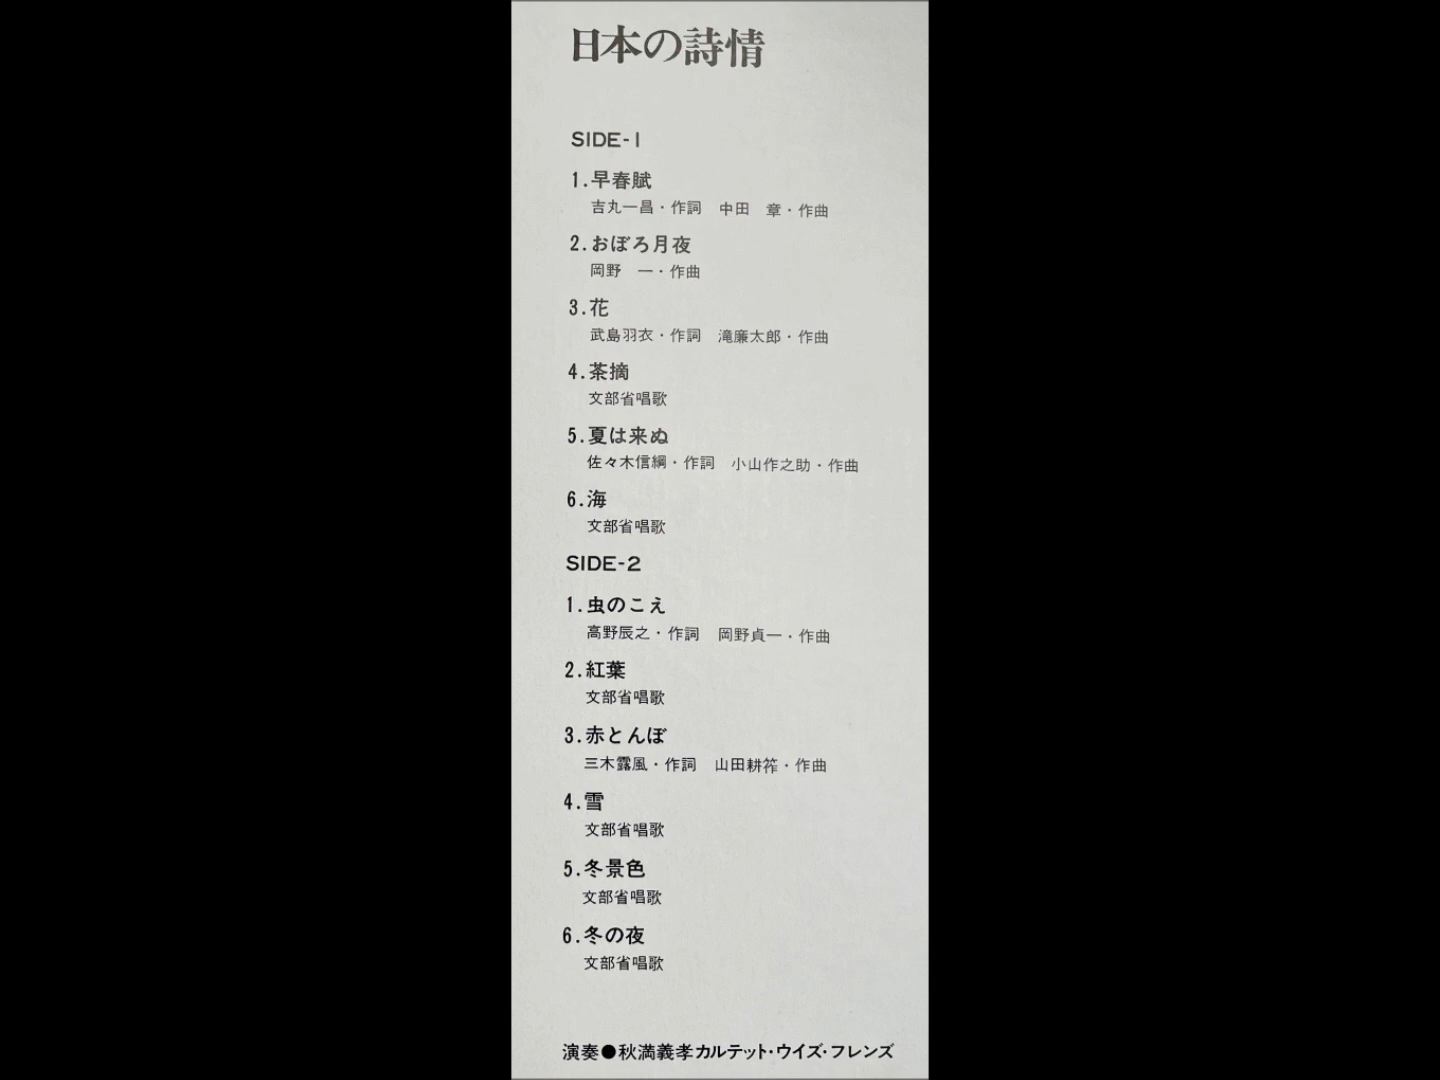 日本の詩情
SIDE-1
1.早春賦
吉丸一昌・作詞 中田 章・作曲
2.おぼろ月夜
岡野 一・作曲
3.花
武島羽衣・作詞 滝廉太郎・作曲
4.茶摘
文部省唱歌
5.夏は来ぬ
佐々木信綱・作詞 小山作之助・作曲
6.海
文部省唱歌
SIDE-2
1.虫のこえ
高野辰之・作詞 岡野貞一・作曲
2.紅葉
文部省唱歌
3.赤とんぼ
三木露風・作詞 山田耕筰・作曲
4.雪
文部省唱歌
5.冬景色
文部省唱歌
6.冬の夜
文部省唱歌
演奏●秋満義孝カルテット・ウイズ・フレンズ